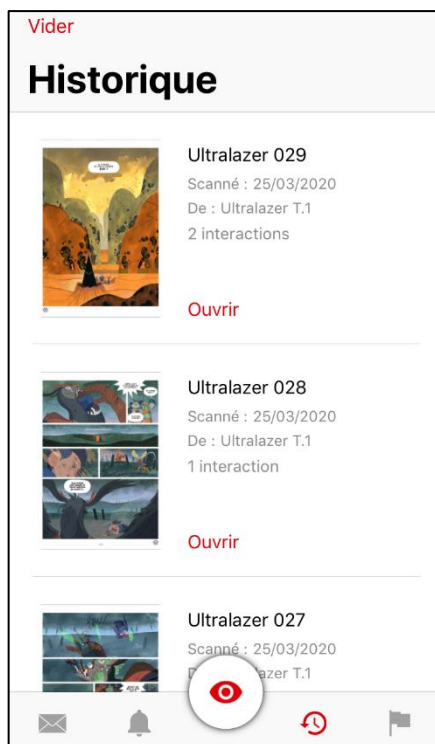 Vider
Historique
Ultralazer 029
Scanné : 25/03/2020
De : Ultralazer T.1
2 interactions
Ouvrir
Ultralazer 028
Scanné : 25/03/2020
De : Ultralazer T.1
1 interaction
Ouvrir
Ultralazer 027
Scanné : 25/03/2020
azer T.1